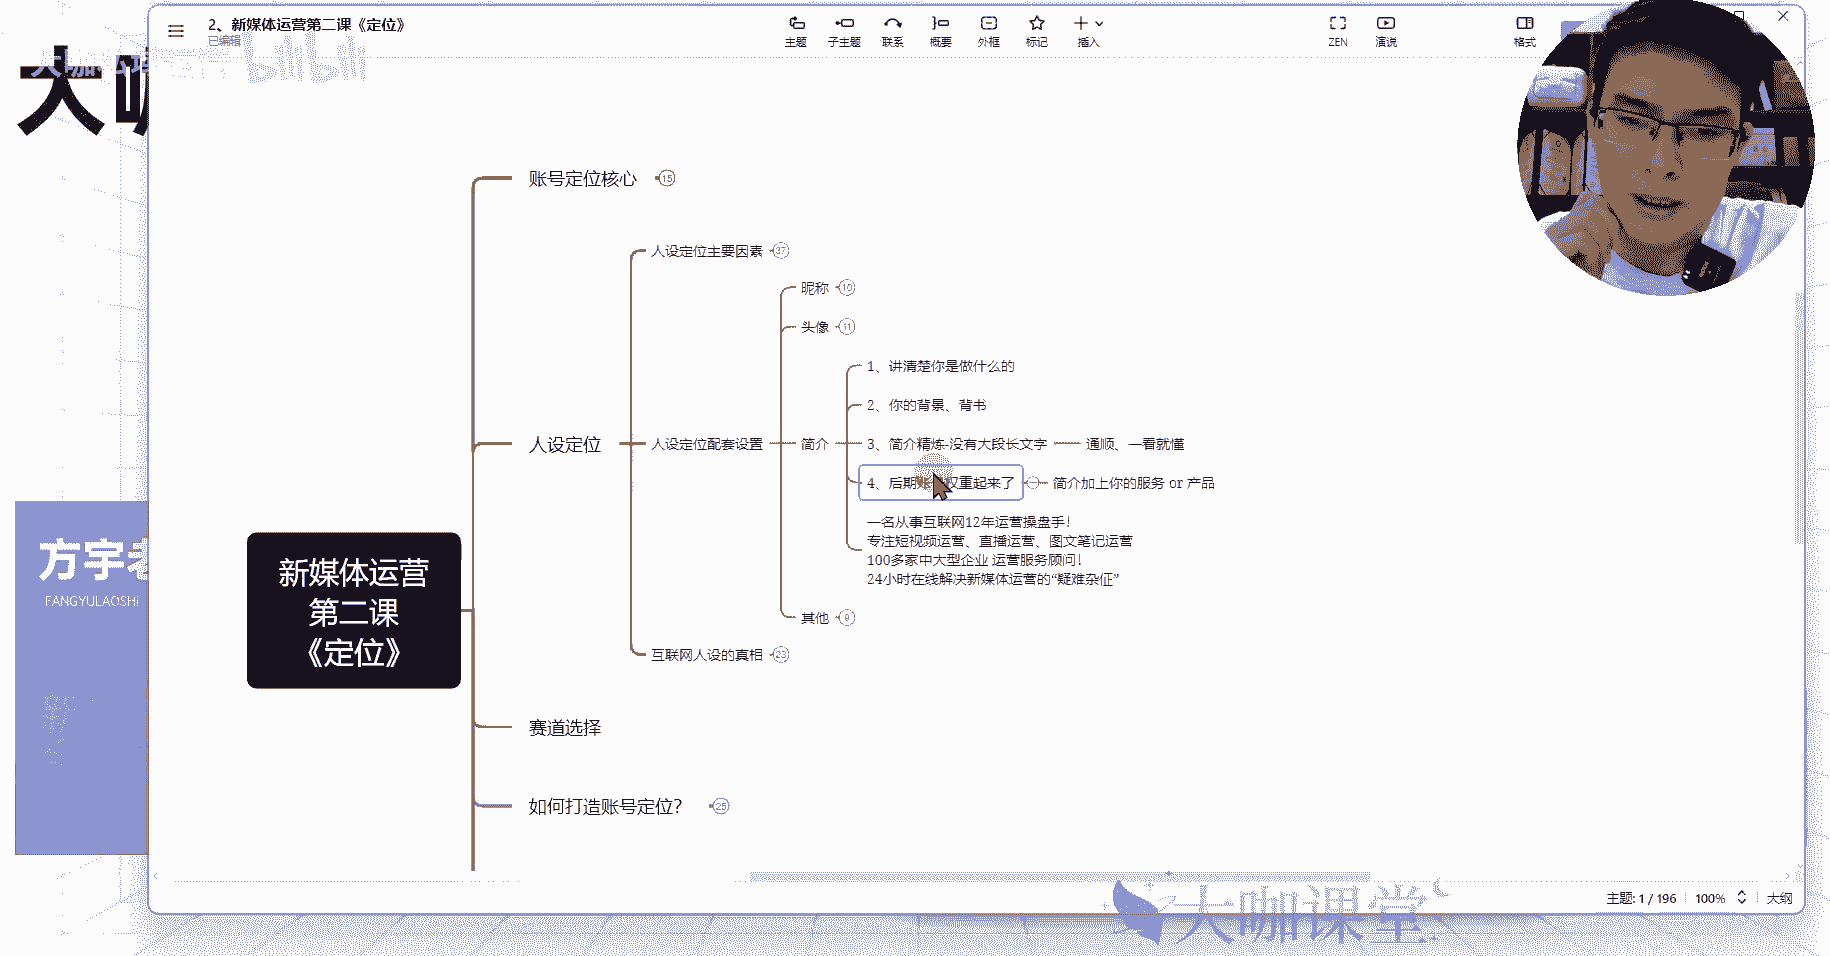 2、新媒体运营第二课《定位》
已编辑
主题
子主题
联系
概要
外框
标记
插入
ZEN
演说
格式
bilibili
大咖
账号定位核心
15
人设定位主要因素
37
昵称
10
头像
11
1、讲清楚你是做什么的
2、你的背景、背书
人设定位
人设定位配套设置
简介
3、简介精炼-没有大段长文字
通顺、一看就懂
4、后期账号权重起来了
简介加上你的服务 or 产品
一名从事互联网12年运营操盘手!
专注短视频运营、直播运营、图文笔记运营
100多家中大型企业 运营服务顾问!
24小时在线解决新媒体运营的“疑难杂症”
其他
9
互联网人设的真相
23
新媒体运营
第二课
《定位》
方宇老
FANGYULAOSHI
赛道选择
如何打造账号定位?
25
大咖课堂
主题: 1 / 196
100%
大纲